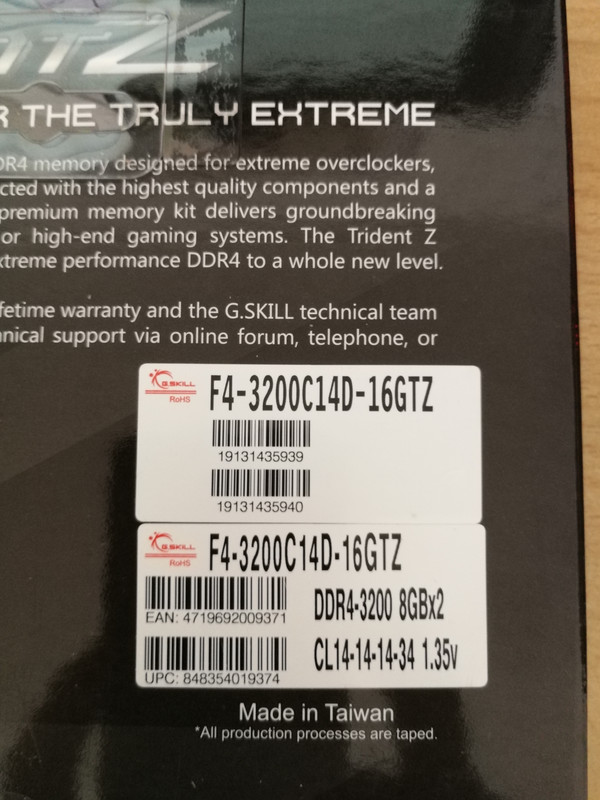 TZ
R THE TRULY EXTREME
DR4 memory designed for extreme overclockers,
cted with the highest quality components and a
premium memory kit delivers groundbreaking
or high-end gaming systems. The Trident Z
xtreme performance DDR4 to a whole new level.
ifetime warranty and the G.SKILL technical team
nical support via online forum, telephone, or
G.SKILL
RoHS
F4-3200C14D-16GTZ
19131435939
19131435940
G.SKILL
RoHS
F4-3200C14D-16GTZ
EAN: 4719692009371
DDR4-3200 8GBx2
UPC: 848354019374
CL14-14-14-34 1.35v
Made in Taiwan
*All production processes are taped.